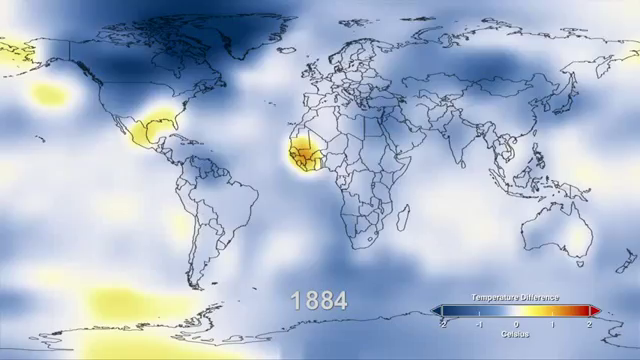 1884
Temperature Difference
-2 -1 0 1 2
Celsius